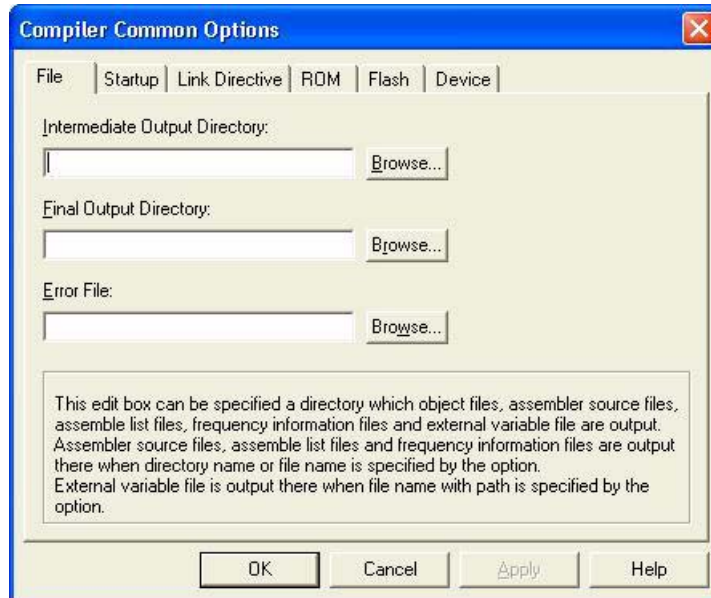 Compiler Common Options
File Startup Link Directive ROM Flash Device
Intermediate Output Directory:
Browse...
Final Output Directory:
Browse...
Error File:
Browse...
This edit box can be specified a directory which object files, assembler source files,
assemble list files, frequency information files and external variable file are output.
Assembler source files, assemble list files and frequency information files are output
there when directory name or file name is specified by the option.
External variable file is output there when file name with path is specified by the
option.
OK Cancel Apply Help